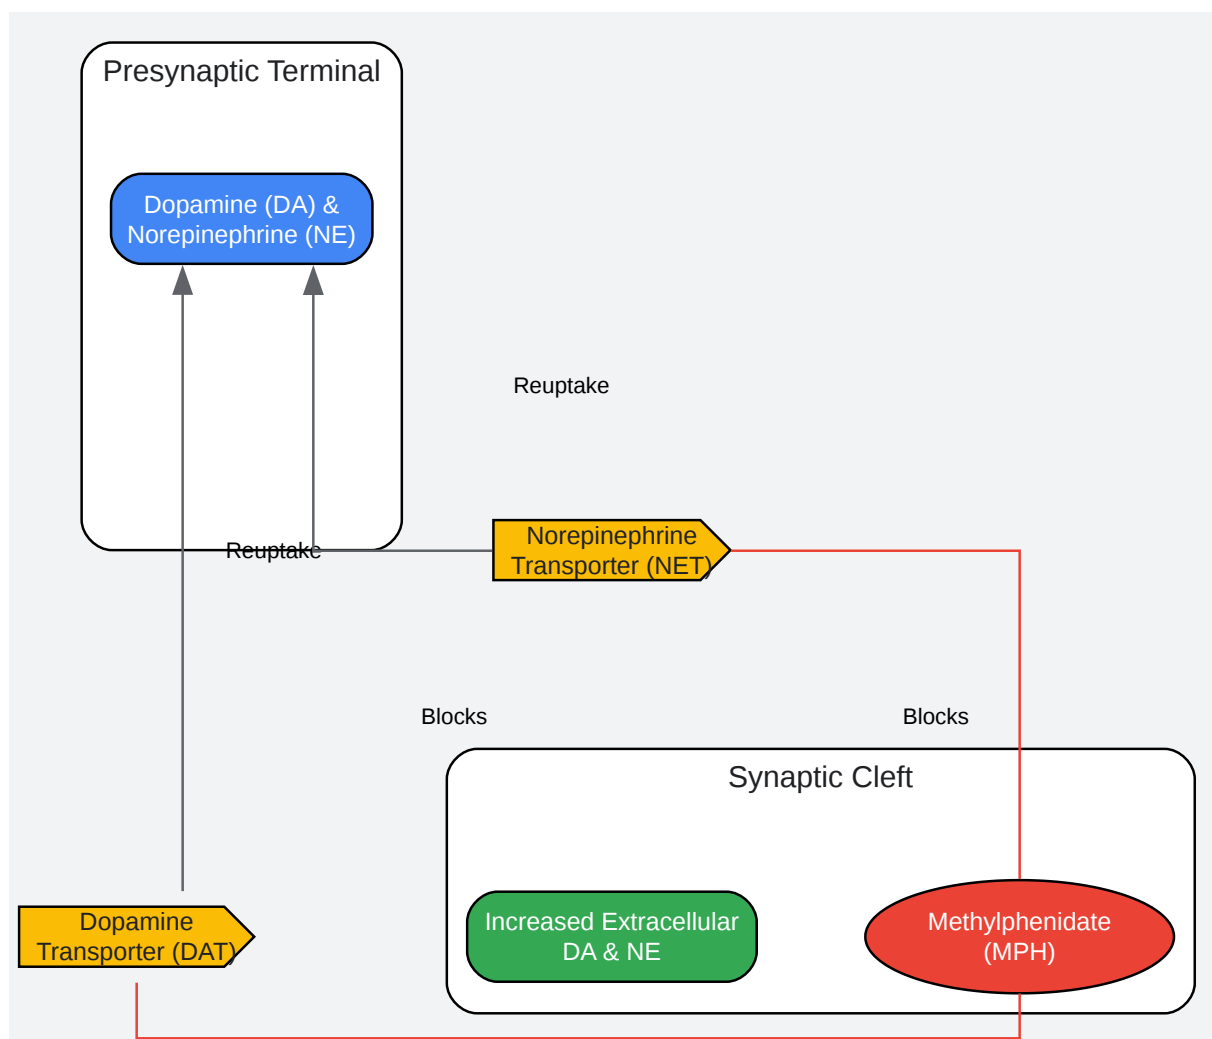 Presynaptic Terminal
Dopamine (DA) &
Norepinephrine (NE)
Reuptake
Reuptake
Norepinephrine
Transporter (NET)
Blocks
Blocks
Synaptic Cleft
Dopamine
Transporter (DAT)
Increased Extracellular
DA & NE
Methylphenidate
(MPH)